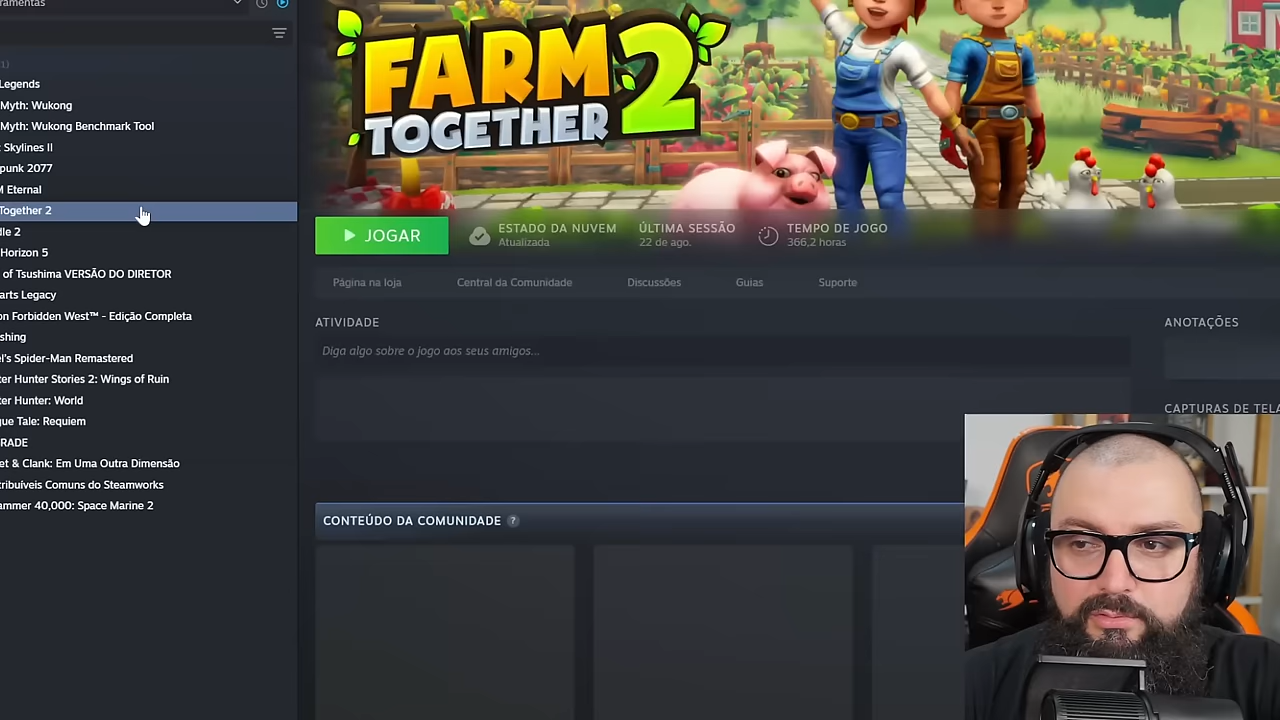 ramentas
Legends
Myth: Wukong
Myth: Wukong Benchmark Tool
: Skylines II
punk 2077
M Eternal
Together 2
lle 2
Horizon 5
of Tsushima VERSÃO DO DIRETOR
arts Legacy
on Forbidden West™ - Edição Completa
shing
el's Spider-Man Remastered
ter Hunter Stories 2: Wings of Ruin
ter Hunter: World
gue Tale: Requiem
RADE
et & Clank: Em Uma Outra Dimensão
tribuíveis Comuns do Steamworks
ammer 40,000: Space Marine 2
FARM
TOGETHER 2
JOGAR
ESTADO DA NUVEM
Atualizada
ÚLTIMA SESSÃO
22 de ago.
TEMPO DE JOGO
366,2 horas
Página na loja Central da Comunidade Discussões Guias Suporte
ATIVIDADE
Diga algo sobre o jogo aos seus amigos...
CONTEÚDO DA COMUNIDADE ?
ANOTAÇÕES
CAPTURAS DE TELA